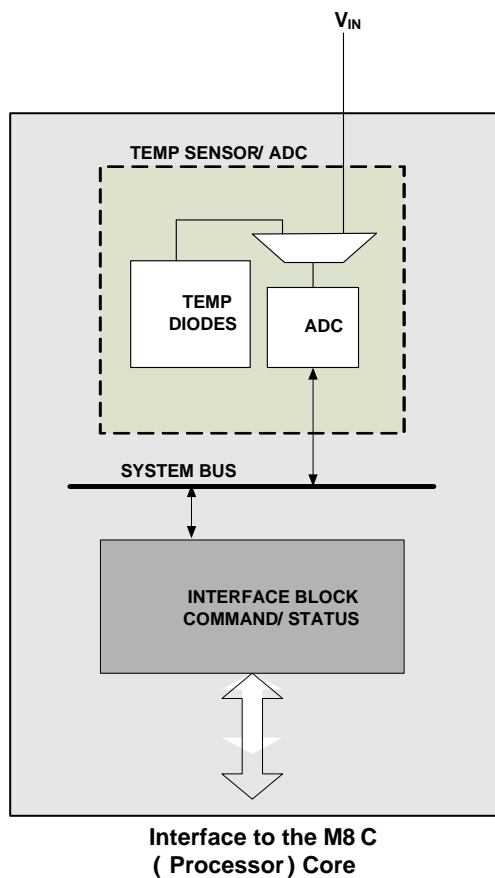 VIN
TEMP SENSOR/ ADC
TEMP
DIODES
ADC
SYSTEM BUS
INTERFACE BLOCK
COMMAND/ STATUS
Interface to the M8 C
( Processor ) Core